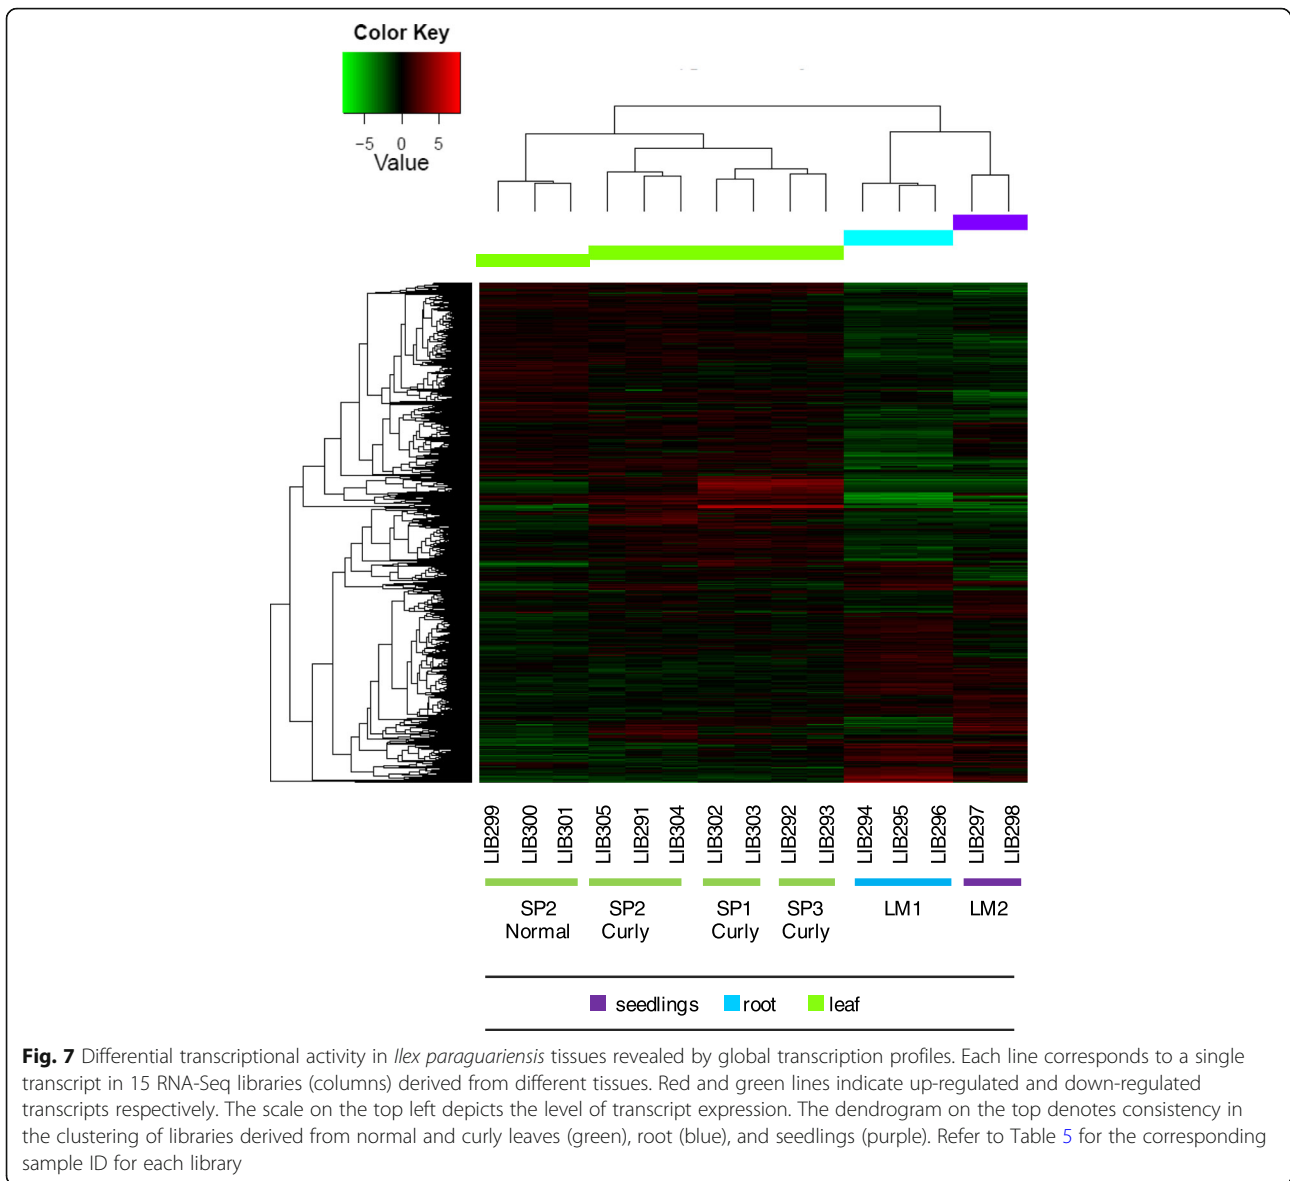 Color Key
−5 0 5
Value
LIB299 LIB300 LIB301 LIB305 LIB291 LIB304 LIB302 LIB303 LIB292 LIB293 LIB294 LIB295 LIB296 LIB297 LIB298
SP2 SP2 SP1 SP3 LM1 LM2
Normal Curly Curly Curly
seedlings root leaf
Fig. 7 Differential transcriptional activity in Ilex paraguariensis tissues revealed by global transcription profiles. Each line corresponds to a single
transcript in 15 RNA-Seq libraries (columns) derived from different tissues. Red and green lines indicate up-regulated and down-regulated
transcripts respectively. The scale on the top left depicts the level of transcript expression. The dendrogram on the top denotes consistency in
the clustering of libraries derived from normal and curly leaves (green), root (blue), and seedlings (purple). Refer to Table 5 for the corresponding
sample ID for each library